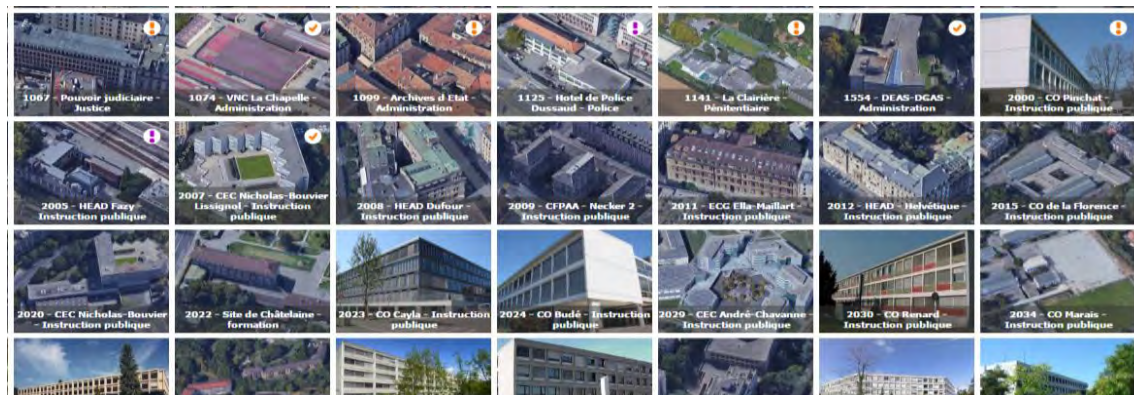 1067 - Pouvoir judiciaire -
Justice
1074 - VNC La Chapelle -
Administration
1099 - Archives d Etat -
Administration
1125 - Hotel de Police
Dussaud - Police
1141 - La Clairière -
Pénitentiaire
1554 - DEAS-DGAS -
Administration
2000 - CO Pinchat -
Instruction publique
2005 - HEAD Fazy -
Instruction publique
2007 - CEC Nicholas-Bouvier
Lissignol - Instruction
publique
2008 - HEAD Dufour -
Instruction publique
2009 - CFPAA - Necker 2 -
Instruction publique
2011 - ECG Ella-Maillart -
Instruction publique
2012 - HEAD - Helvétique -
Instruction publique
2015 - CO de la Florence -
Instruction publique
2020 - CEC Nicholas-Bouvier
- Instruction publique
2022 - Site de Châtelaine -
formation
2023 - CO Cayla - Instruction
publique
2024 - CO Budé - Instruction
publique
2029 - CEC André-Chavanne -
Instruction publique
2030 - CO Renard -
Instruction publique
2034 - CO Marais -
Instruction publique